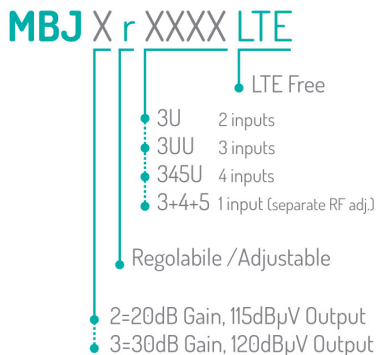 MBJ X r XXXX LTE
LTE Free
3U 2 inputs
3UU 3 inputs
345U 4 inputs
3+4+5 1 input (separate RF adj.)
Regolabile /Adjustable
2=20dB Gain, 115dBµV Output
3=30dB Gain, 120dBµV Output